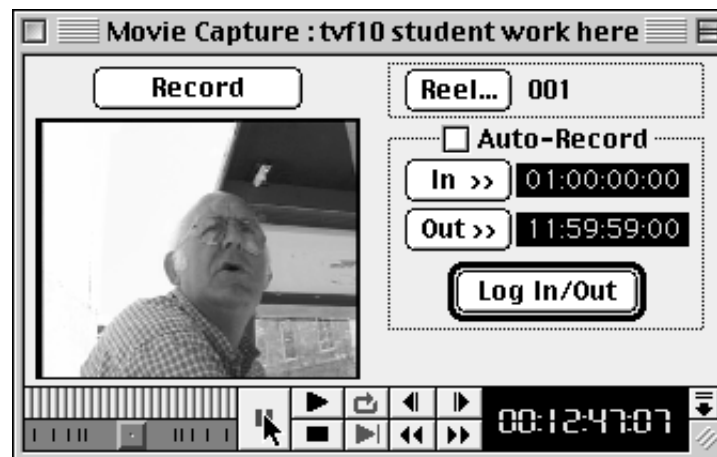 Movie Capture : tvf10 student work here
Record
Reel... 001
Auto-Record
In >> 01:00:00:00
Out >> 11:59:59:00
Log In/Out
00:12:47:07